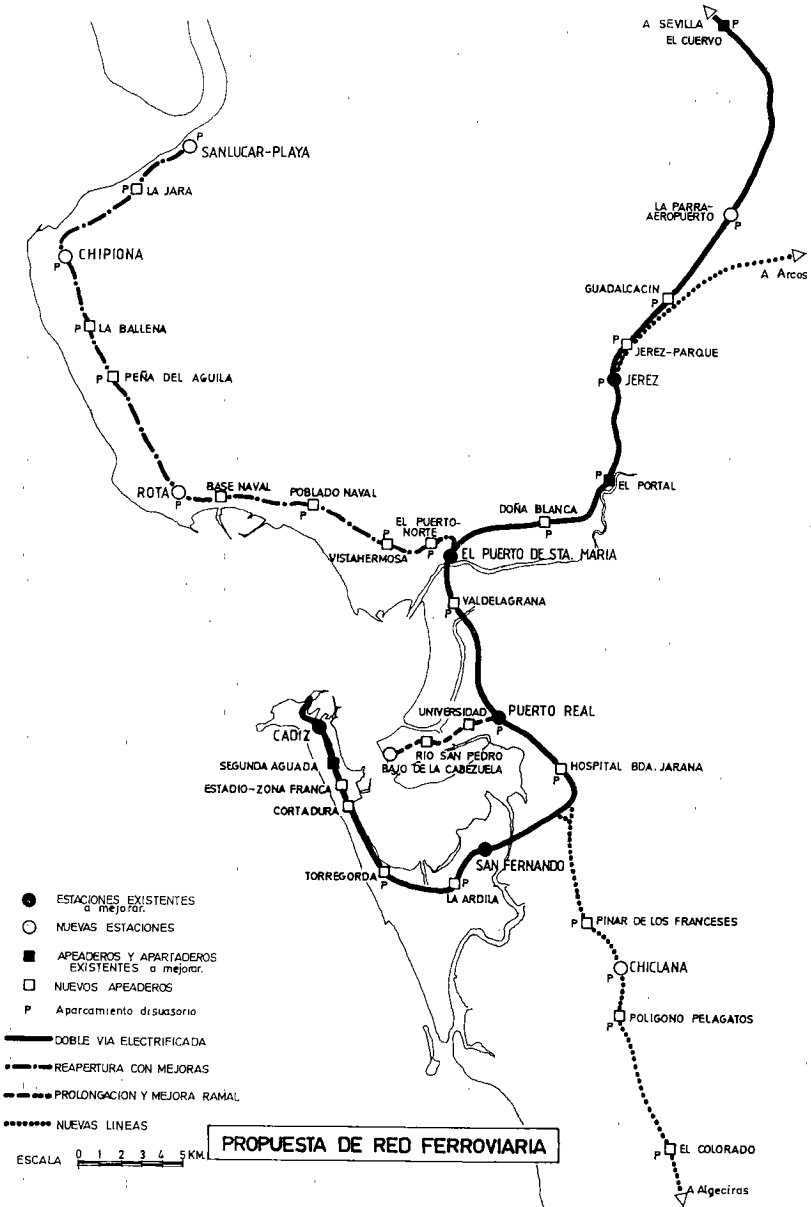 A SEVILLA
P
EL CUERVO
P
SANLUCAR-PLAYA
P
LA JARA
LA PARRA-
AEROPUERTO
P
CHIPIONA
P
A Arcos
GUADALCACIN
P
P
LA BALLENA
P
JEREZ-PARQUE
P
PEÑA DEL AGUILA
P
JEREZ
P
EL PORTAL
ROTA
P
BASE NAVAL
POBLADO NAVAL
P
DOÑA BLANCA
P
EL PUERTO-
NORTE
P
P
VISTAHERMOSA
EL PUERTO DE STA. MARIA
P
VALDELAGRANA
UNIVERSIDAD
PUERTO REAL
P
CADIZ
RIO SAN PEDRO
BAJO DE LA CABEZUELA
SEGUNDA AGUADA
HOSPITAL BDA. JARANA
P
ESTADIO-ZONA FRANCA
CORTADURA
SAN FERNANDO
TORREGORDA
P
P
LA ARDILA
P
PINAR DE LOS FRANCESES
CHICLANA
P
P
POLIGONO PELAGATOS
P
EL COLORADO
A Algeciras
ESTACIONES EXISTENTES
a mejorar.
NUEVAS ESTACIONES
APEADEROS Y APARTADEROS
EXISTENTES a mejorar.
NUEVOS APEADEROS
P Aparcamiento disuasorio
DOBLE VIA ELECTRIFICADA
REAPERTURA CON MEJORAS
PROLONGACION Y MEJORA RAMAL
NUEVAS LINEAS
ESCALA 0 1 2 3 4 5 KM.
PROPUESTA DE RED FERROVIARIA